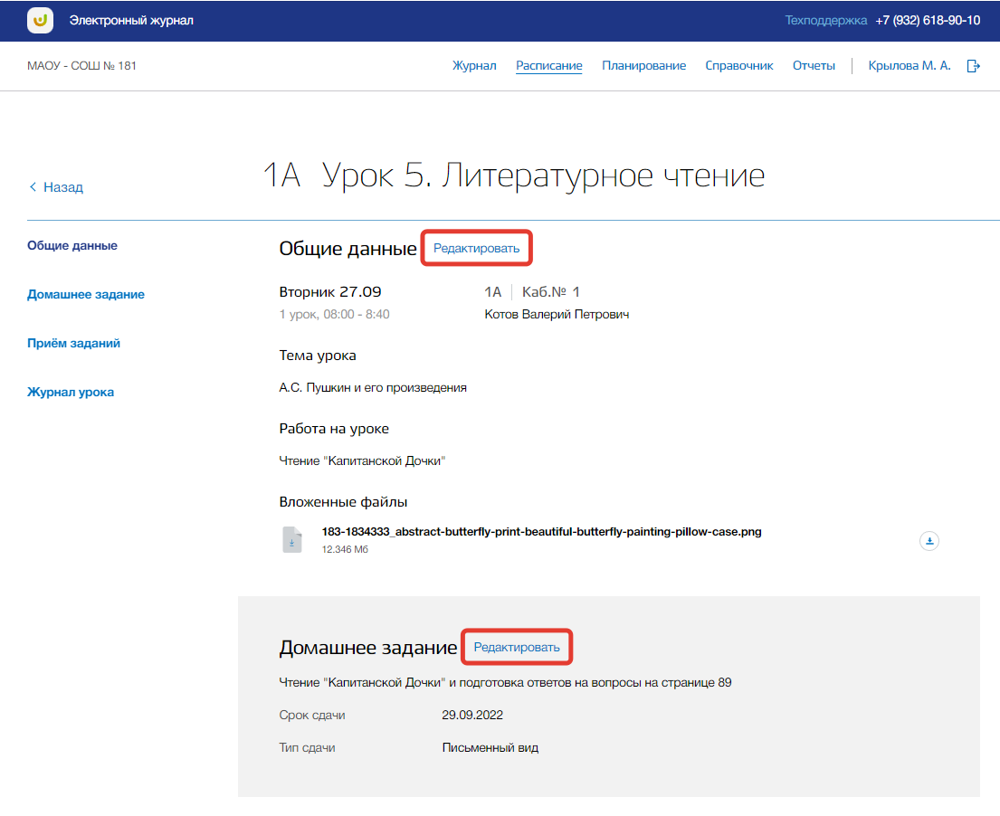 Электронный журнал
Техподдержка +7 (932) 618-90-10
МАОУ - СОШ № 181
Журнал Расписание Планирование Справочник Отчеты Крылова М. А.
1А Урок 5. Литературное чтение
Назад
Общие данные
Домашнее задание
Приём заданий
Журнал урока
Общие данные Редактировать
Вторник 27.09 1А Каб.№ 1
1 урок, 08:00 - 8:40 Котов Валерий Петрович
Тема урока
А.С. Пушкин и его произведения
Работа на уроке
Чтение "Капитанской Дочки"
Вложенные файлы
183-1834333_abstract-butterfly-print-beautiful-butterfly-painting-pillow-case.png
12.346 Мб
Домашнее задание Редактировать
Чтение "Капитанской Дочки" и подготовка ответов на вопросы на странице 89
Срок сдачи 29.09.2022
Тип сдачи Письменный вид